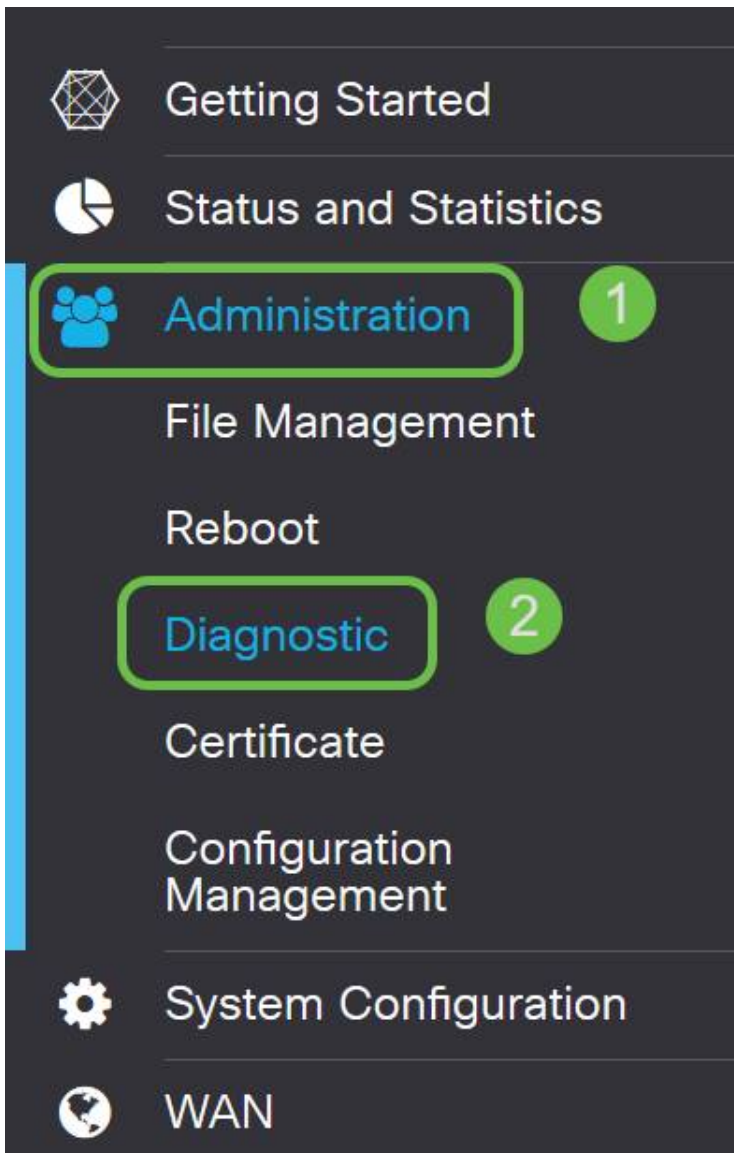 Getting Started
Status and Statistics
Administration 1
File Management
Reboot
Diagnostic 2
Certificate
Configuration
Management
System Configuration
WAN